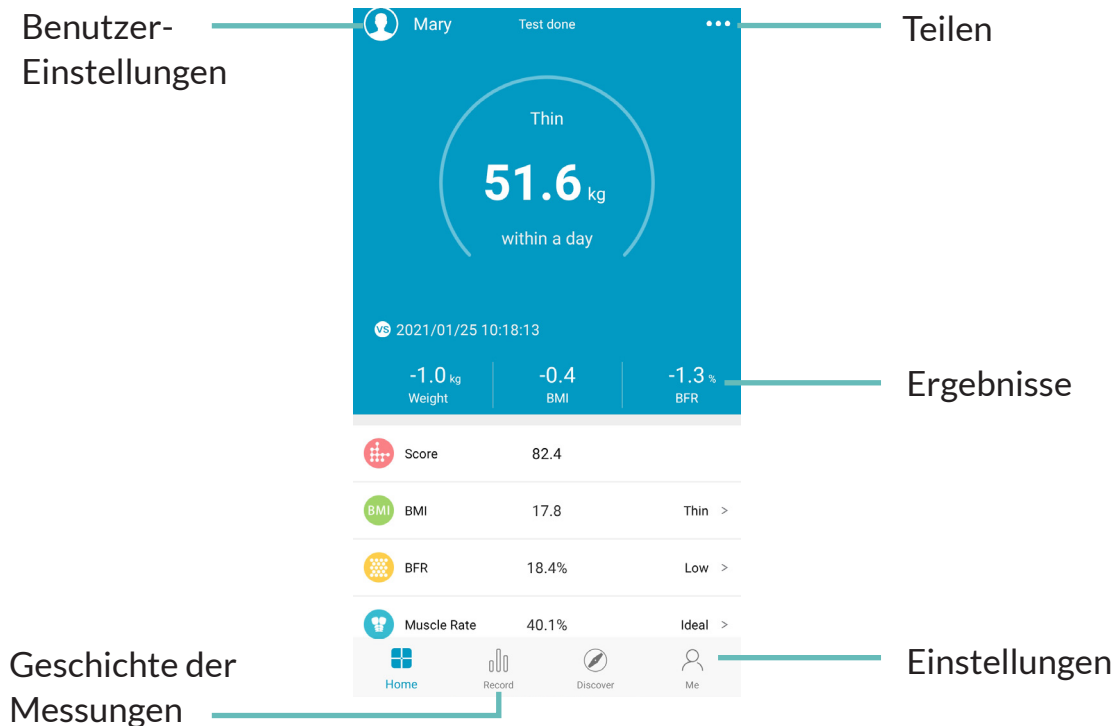 Benutzer-
Einstellungen
Mary Test done
Teilen
Thin
51.6 kg
within a day
VS 2021/01/25 10:18:13
-1.0 kg -0.4 -1.3 %
Weight BMI BFR
Ergebnisse
Score 82.4
BMI BMI 17.8 Thin >
BFR 18.4% Low >
Muscle Rate 40.1% Ideal >
Home Record Discover Me
Einstellungen
Geschichte der
Messungen